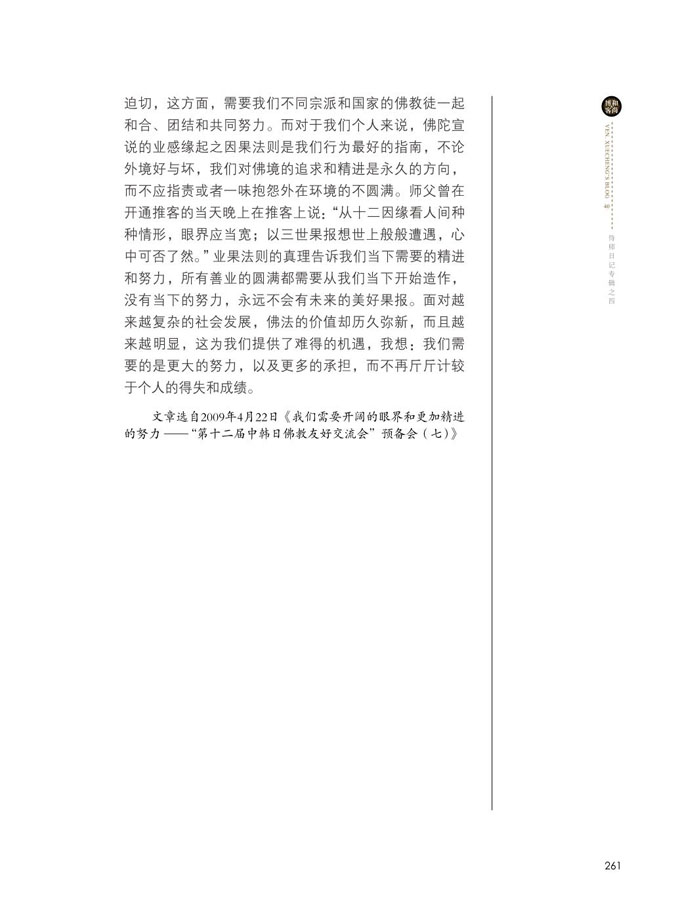 迫切，这方面，需要我们不同宗派和国家的佛教徒一起
和合、团结和共同努力。而对于我们个人来说，佛陀宣
说的业感缘起之因果法则是我们行为最好的指南，不论
外境好与坏，我们对佛境的追求和精进是永久的方向，
而不应指责或者一味抱怨外在环境的不圆满。师父曾在
开通推客的当天晚上在推客上说：“从十二因缘看人间种
种情形，眼界应当宽；以三世果报想世上般般遭遇，心
中可否了然。”业果法则的真理告诉我们当下需要的精进
和努力，所有善业的圆满都需要从我们当下开始造作，
没有当下的努力，永远不会有未来的美好果报。面对越
来越复杂的社会发展，佛法的价值却历久弥新，而且越
来越明显，这为我们提供了难得的机遇，我想：我们需
要的是更大的努力，以及更多的承担，而不再斤斤计较
于个人的得失和成绩。
文章选自2009年4月22日《我们需要开阔的眼界和更加精进
的努力——“第十二届中韩日佛教友好交流会”预备会（七）》
和尚博客
VEN. XUECHENG'S BLOG
侍师日记专辑之四
261